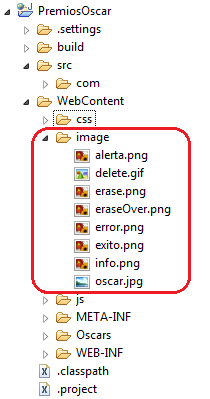 PremiosOscar
.settings
build
src
com
WebContent
css
image
alerta.png
delete.gif
erase.png
eraseOver.png
error.png
exito.png
info.png
oscar.jpg
js
META-INF
Oscars
WEB-INF
.classpath
.project